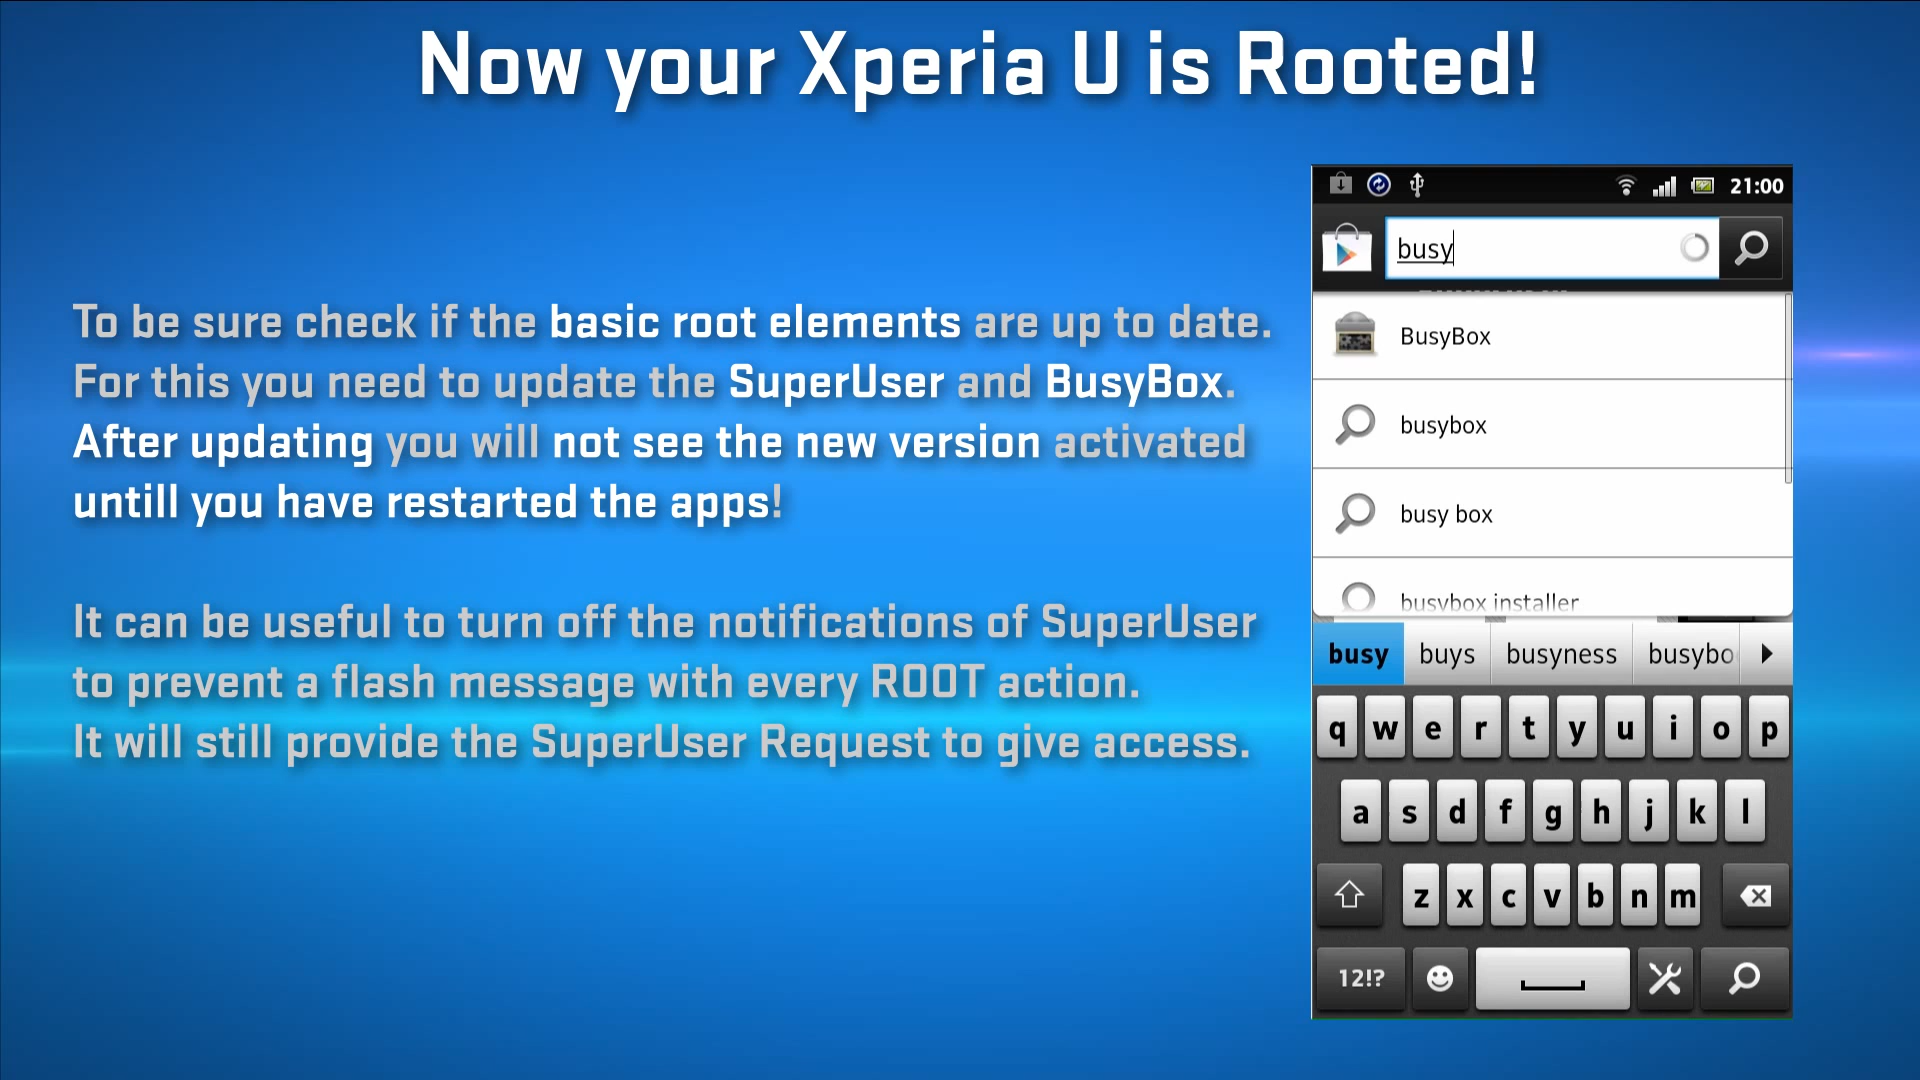 Now your Xperia U is Rooted!
To be sure check if the basic root elements are up to date.
For this you need to update the SuperUser and BusyBox.
After updating you will not see the new version activated
untill you have restarted the apps!
It can be useful to turn off the notifications of SuperUser
to prevent a flash message with every ROOT action.
It will still provide the SuperUser Request to give access.
21:00
busy
BusyBox
busybox
busy box
busybox installer
busy buys busyness busybo
q w e r t y u i o p
a s d f g h j k l
z x c v b n m
12!?